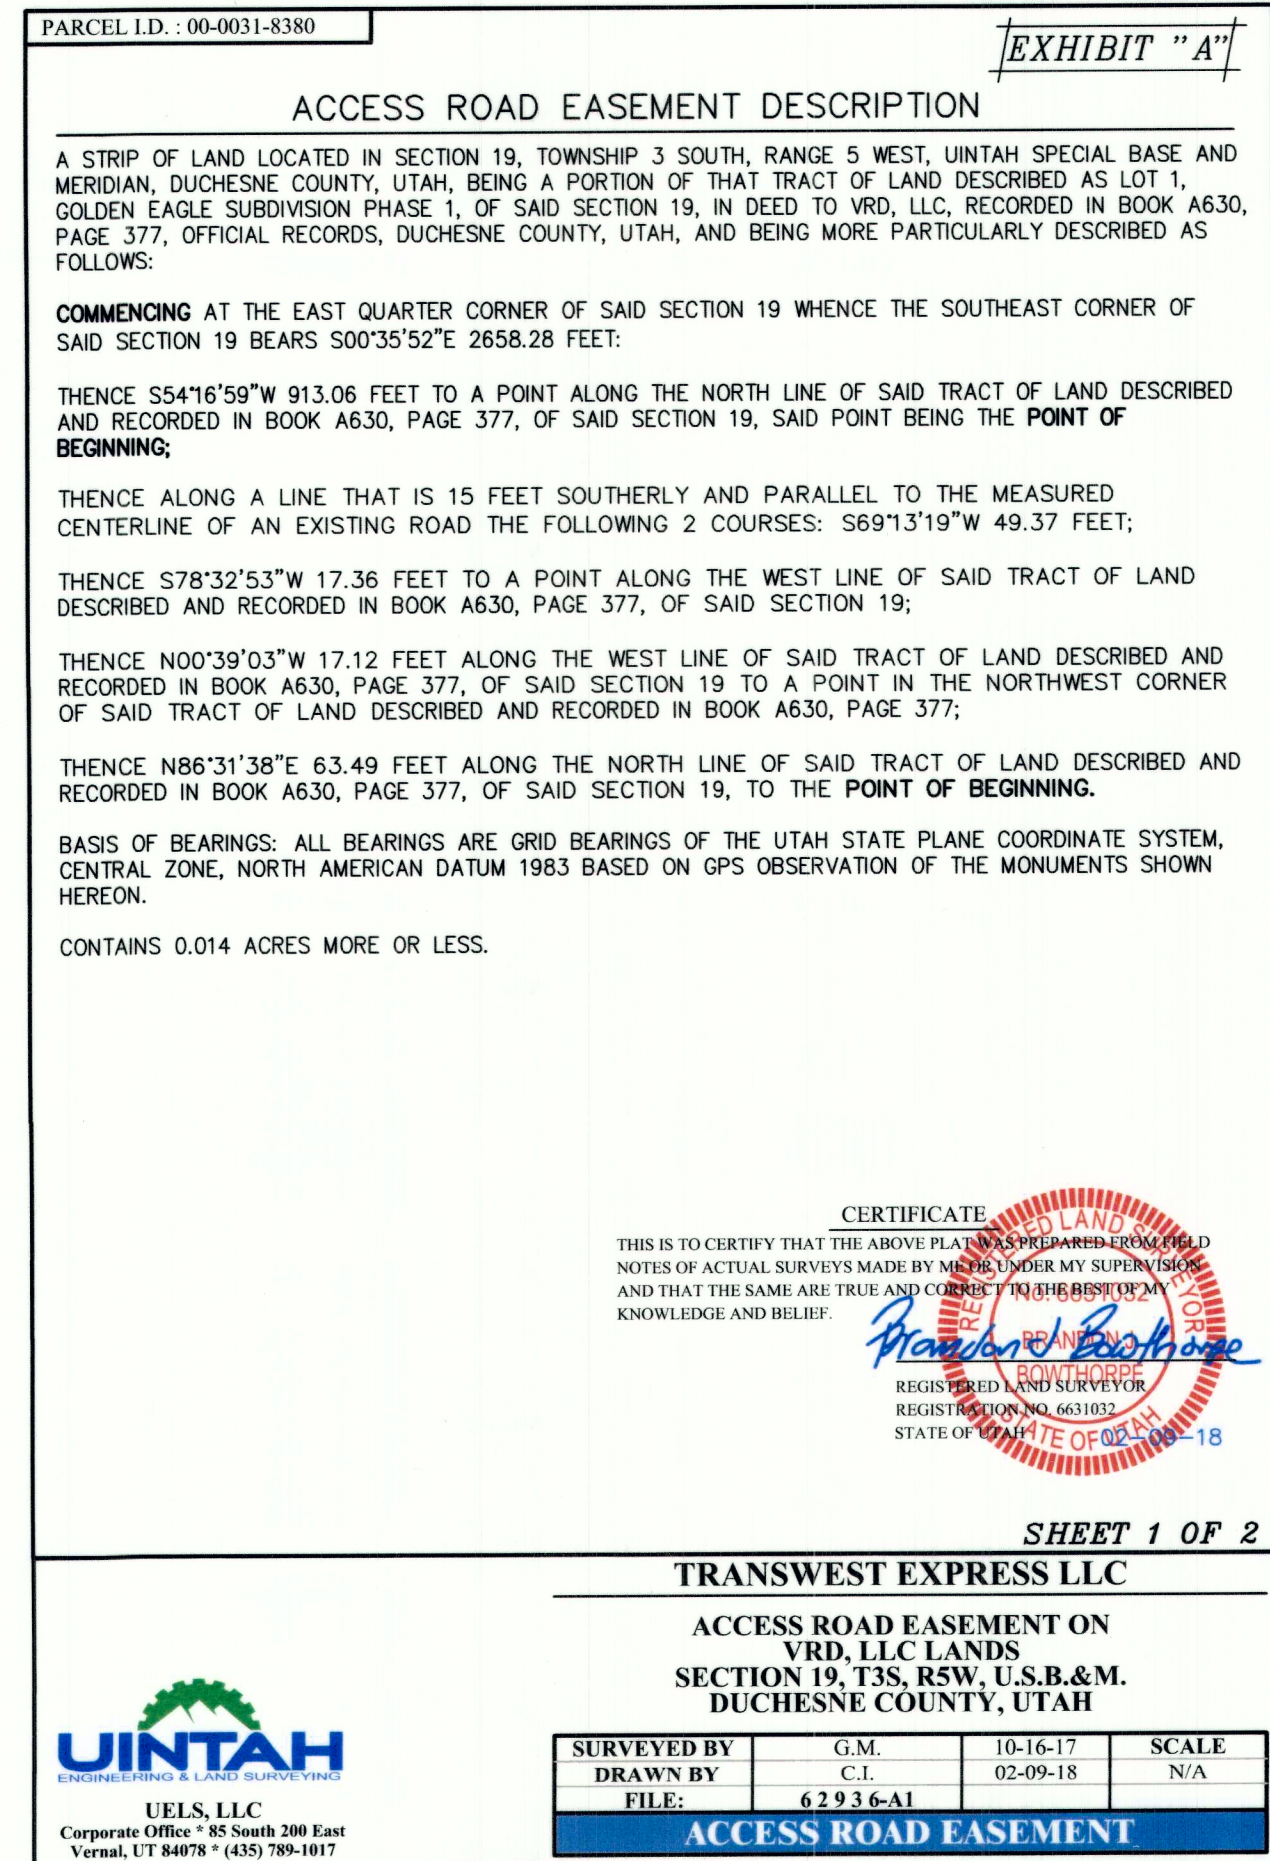 PARCEL I.D. : 00-0031-8380
EXHIBIT "A"
ACCESS ROAD EASEMENT DESCRIPTION
A STRIP OF LAND LOCATED IN SECTION 19, TOWNSHIP 3 SOUTH, RANGE 5 WEST, UINTAH SPECIAL BASE AND
MERIDIAN, DUCHESNE COUNTY, UTAH, BEING A PORTION OF THAT TRACT OF LAND DESCRIBED AS LOT 1,
GOLDEN EAGLE SUBDIVISION PHASE 1, OF SAID SECTION 19, IN DEED TO VRD, LLC, RECORDED IN BOOK A630,
PAGE 377, OFFICIAL RECORDS, DUCHESNE COUNTY, UTAH, AND BEING MORE PARTICULARLY DESCRIBED AS
FOLLOWS:
COMMENCING AT THE EAST QUARTER CORNER OF SAID SECTION 19 WHENCE THE SOUTHEAST CORNER OF
SAID SECTION 19 BEARS S00°35'52"E 2658.28 FEET:
THENCE S54°16'59"W 913.06 FEET TO A POINT ALONG THE NORTH LINE OF SAID TRACT OF LAND DESCRIBED
AND RECORDED IN BOOK A630, PAGE 377, OF SAID SECTION 19, SAID POINT BEING THE POINT OF
BEGINNING;
THENCE ALONG A LINE THAT IS 15 FEET SOUTHERLY AND PARALLEL TO THE MEASURED
CENTERLINE OF AN EXISTING ROAD THE FOLLOWING 2 COURSES: S69°13'19"W 49.37 FEET;
THENCE S78°32'53"W 17.36 FEET TO A POINT ALONG THE WEST LINE OF SAID TRACT OF LAND
DESCRIBED AND RECORDED IN BOOK A630, PAGE 377, OF SAID SECTION 19;
THENCE N00°39'03"W 17.12 FEET ALONG THE WEST LINE OF SAID TRACT OF LAND DESCRIBED AND
RECORDED IN BOOK A630, PAGE 377, OF SAID SECTION 19 TO A POINT IN THE NORTHWEST CORNER
OF SAID TRACT OF LAND DESCRIBED AND RECORDED IN BOOK A630, PAGE 377;
THENCE N86°31'38"E 63.49 FEET ALONG THE NORTH LINE OF SAID TRACT OF LAND DESCRIBED AND
RECORDED IN BOOK A630, PAGE 377, OF SAID SECTION 19, TO THE POINT OF BEGINNING.
BASIS OF BEARINGS: ALL BEARINGS ARE GRID BEARINGS OF THE UTAH STATE PLANE COORDINATE SYSTEM,
CENTRAL ZONE, NORTH AMERICAN DATUM 1983 BASED ON GPS OBSERVATION OF THE MONUMENTS SHOWN
HEREON.
CONTAINS 0.014 ACRES MORE OR LESS.
CERTIFICATE
THIS IS TO CERTIFY THAT THE ABOVE PLAT WAS PREPARED FROM FIELD
NOTES OF ACTUAL SURVEYS MADE BY ME OR UNDER MY SUPERVISION
AND THAT THE SAME ARE TRUE AND CORRECT TO THE BEST OF MY
KNOWLEDGE AND BELIEF.
Brandon J Bowthorpe
REGISTERED LAND SURVEYOR
REGISTRATION NO. 6631032
STATE OF UTAH
REGISTERED LAND SURVEYOR
No. 6631032
BRANDON J.
BOWTHORPE
STATE OF UTAH
02-09-18
SHEET 1 OF 2
TRANSWEST EXPRESS LLC
ACCESS ROAD EASEMENT ON
VRD, LLC LANDS
SECTION 19, T3S, R5W, U.S.B.&M.
DUCHESNE COUNTY, UTAH
SURVEYED BY G.M. 10-16-17 SCALE
DRAWN BY C.I. 02-09-18 N/A
FILE: 6 2 9 3 6-A1
ACCESS ROAD EASEMENT
UINTAH
ENGINEERING & LAND SURVEYING
UELS, LLC
Corporate Office * 85 South 200 East
Vernal, UT 84078 * (435) 789-1017